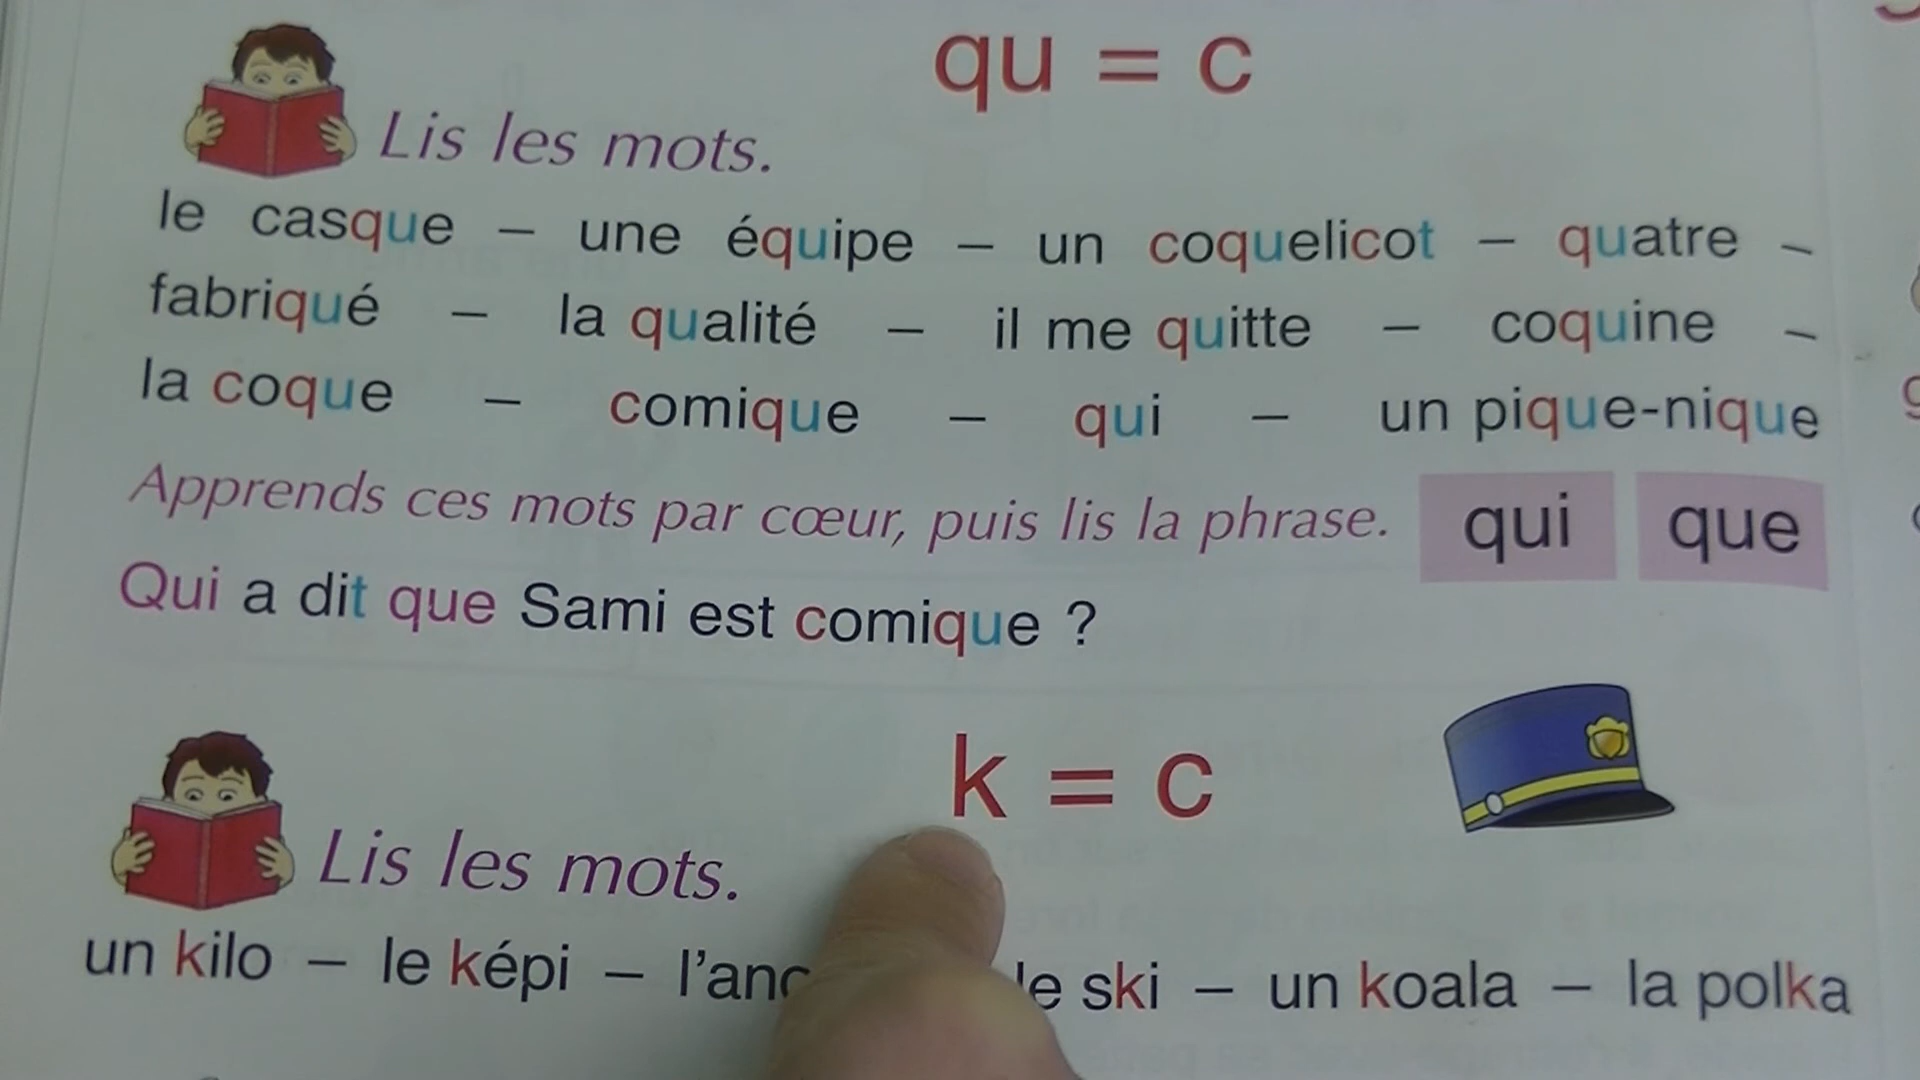 qu = c
Lis les mots.
le casque – une équipe – un coquelicot – quatre –
fabriqué – la qualité – il me quitte – coquine –
la coque – comique – qui – un pique-nique
Apprends ces mots par cœur, puis lis la phrase. qui que
Qui a dit que Sami est comique ?
k = c
Lis les mots.
un kilo – le képi – le ski – un koala – la polka